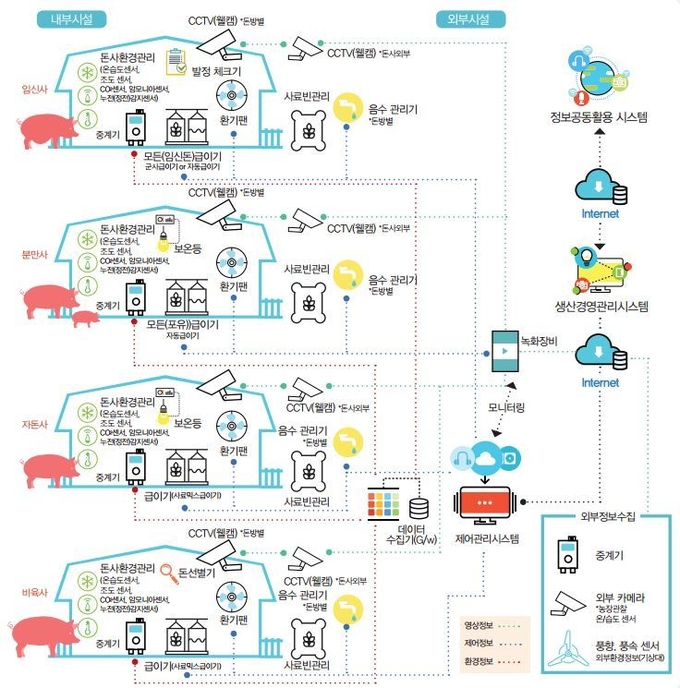 내부시설
외부시설
CCTV(웹캠) *돈방별
CCTV(웹캠) *돈사외부
임신사
돈사환경관리
(온습도센서,
조도 센서,
CO₂센서, 암모니아센서,
누전(정전)감지센서)
발정 체크기
중계기
환기팬
사료빈관리
음수 관리기
*돈방별
모든(임신돈)급이기
군사급이기 or 자동급이기
CCTV(웹캠) *돈방별
CCTV(웹캠) *돈사외부
분만사
돈사환경관리
(온습도센서,
조도 센서,
CO₂센서, 암모니아센서,
누전(정전)감지센서)
보온등
중계기
환기팬
사료빈관리
음수 관리기
*돈방별
모든(포유))급이기
자동급이기
CCTV(웹캠) *돈사외부
자돈사
돈사환경관리
(온습도센서,
조도 센서,
CO₂센서, 암모니아센서,
누전(정전)감지센서)
보온등
중계기
환기팬
음수 관리기
*돈방별
사료빈관리
급이기(사료믹스급이기)
CCTV(웹캠) *돈방별
CCTV(웹캠) *돈사외부
비육사
돈사환경관리
(온습도센서,
조도 센서,
CO₂센서, 암모니아센서,
누전(정전)감지센서)
돈선별기
중계기
환기팬
음수 관리기
*돈방별
사료빈관리
급이기(사료믹스급이기)
정보공동활용 시스템
Internet
생산경영관리시스템
Internet
녹화장비
모니터링
데이터
수집기(G/w)
제어관리시스템
영상정보
제어정보
환경정보
외부정보수집
중계기
외부 카메라
*농장관찰
온/습도 센서
풍향, 풍속 센서
외부환경정보(기상대)